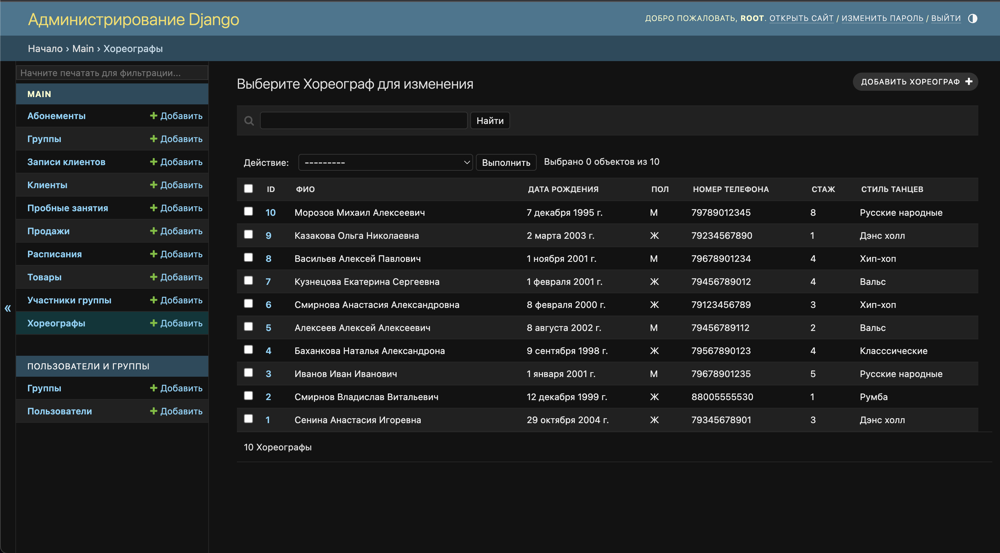 Администрирование Django
ДОБРО ПОЖАЛОВАТЬ, ROOT. ОТКРЫТЬ САЙТ / ИЗМЕНИТЬ ПАРОЛЬ / ВЫЙТИ
Начало › Main › Хореографы
Начните печатать для фильтрации...
MAIN
Абонементы + Добавить
Группы + Добавить
Записи клиентов + Добавить
Клиенты + Добавить
Пробные занятия + Добавить
Продажи + Добавить
Расписания + Добавить
Товары + Добавить
Участники группы + Добавить
Хореографы + Добавить
ПОЛЬЗОВАТЕЛИ И ГРУППЫ
Группы + Добавить
Пользователи + Добавить
«
Выберите Хореограф для изменения
ДОБАВИТЬ ХОРЕОГРАФ +
Найти
Действие: --------- Выполнить Выбрано 0 объектов из 10
ID ФИО ДАТА РОЖДЕНИЯ ПОЛ НОМЕР ТЕЛЕФОНА СТАЖ СТИЛЬ ТАНЦЕВ
10 Морозов Михаил Алексеевич 7 декабря 1995 г. М 79789012345 8 Русские народные
9 Казакова Ольга Николаевна 2 марта 2003 г. Ж 79234567890 1 Дэнс холл
8 Васильев Алексей Павлович 1 ноября 2001 г. М 79678901234 4 Хип-хоп
7 Кузнецова Екатерина Сергеевна 1 февраля 2001 г. Ж 79456789012 4 Вальс
6 Смирнова Анастасия Александровна 8 февраля 2000 г. Ж 79123456789 3 Хип-хоп
5 Алексеев Алексей Алексеевич 8 августа 2002 г. М 79456789112 2 Вальс
4 Баханкова Наталья Александрона 9 сентября 1998 г. Ж 79567890123 4 Класссические
3 Иванов Иван Иванович 1 января 2001 г. М 79678901235 5 Русские народные
2 Смирнов Владислав Витальевич 12 декабря 1999 г. Ж 88005555530 1 Румба
1 Сенина Анастасия Игоревна 29 октября 2004 г. Ж 79345678901 3 Дэнс холл
10 Хореографы